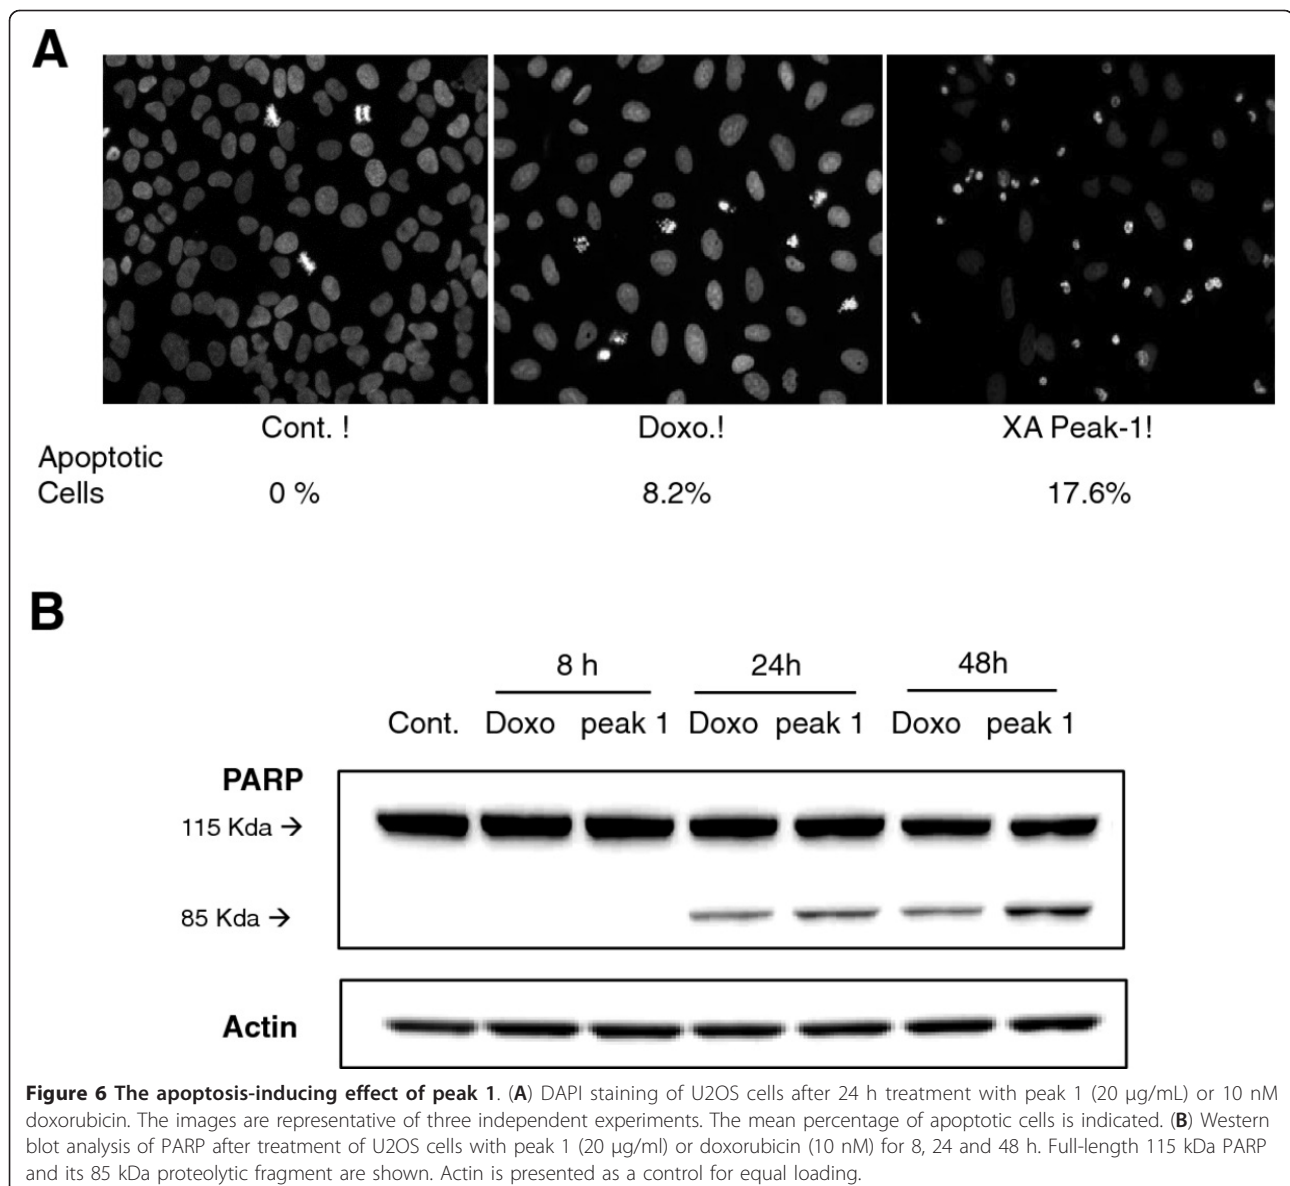 A
Cont. !
Doxo.!
XA Peak-1!
Apoptotic
Cells
0 %
8.2%
17.6%
B
8 h
24h
48h
Cont.
Doxo
peak 1
Doxo
peak 1
Doxo
peak 1
PARP
115 Kda →
85 Kda →
Actin
Figure 6 The apoptosis-inducing effect of peak 1. (A) DAPI staining of U2OS cells after 24 h treatment with peak 1 (20 μg/mL) or 10 nM
doxorubicin. The images are representative of three independent experiments. The mean percentage of apoptotic cells is indicated. (B) Western
blot analysis of PARP after treatment of U2OS cells with peak 1 (20 μg/ml) or doxorubicin (10 nM) for 8, 24 and 48 h. Full-length 115 kDa PARP
and its 85 kDa proteolytic fragment are shown. Actin is presented as a control for equal loading.